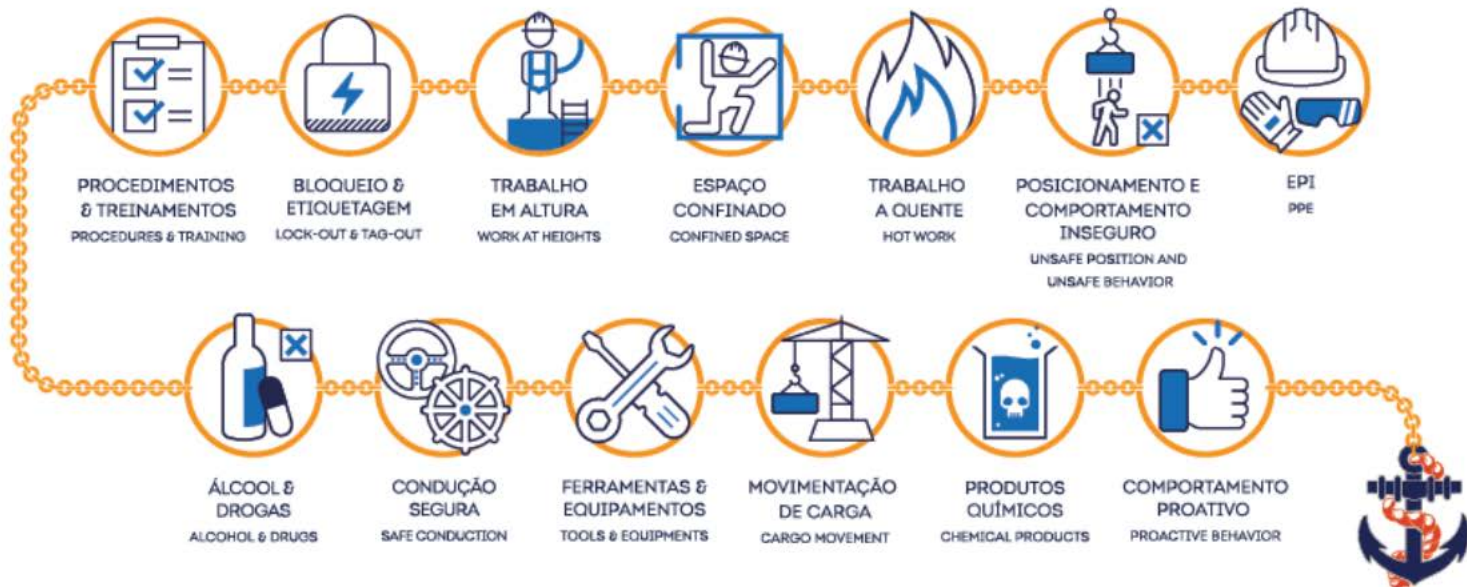 PROCEDIMENTOS
& TREINAMENTOS
PROCEDURES & TRAINING
BLOQUEIO &
ETIQUETAGEM
LOCK-OUT & TAG-OUT
TRABALHO
EM ALTURA
WORK AT HEIGHTS
ESPAÇO
CONFINADO
CONFINED SPACE
TRABALHO
A QUENTE
HOT WORK
POSICIONAMENTO E
COMPORTAMENTO
INSEGURO
UNSAFE POSITION AND
UNSAFE BEHAVIOR
EPI
PPE
ÁLCOOL &
DROGAS
ALCOHOL & DRUGS
CONDUÇÃO
SEGURA
SAFE CONDUCTION
FERRAMENTAS &
EQUIPAMENTOS
TOOLS & EQUIPMENTS
MOVIMENTAÇÃO
DE CARGA
CARGO MOVEMENT
PRODUTOS
QUÍMICOS
CHEMICAL PRODUCTS
COMPORTAMENTO
PROATIVO
PROACTIVE BEHAVIOR